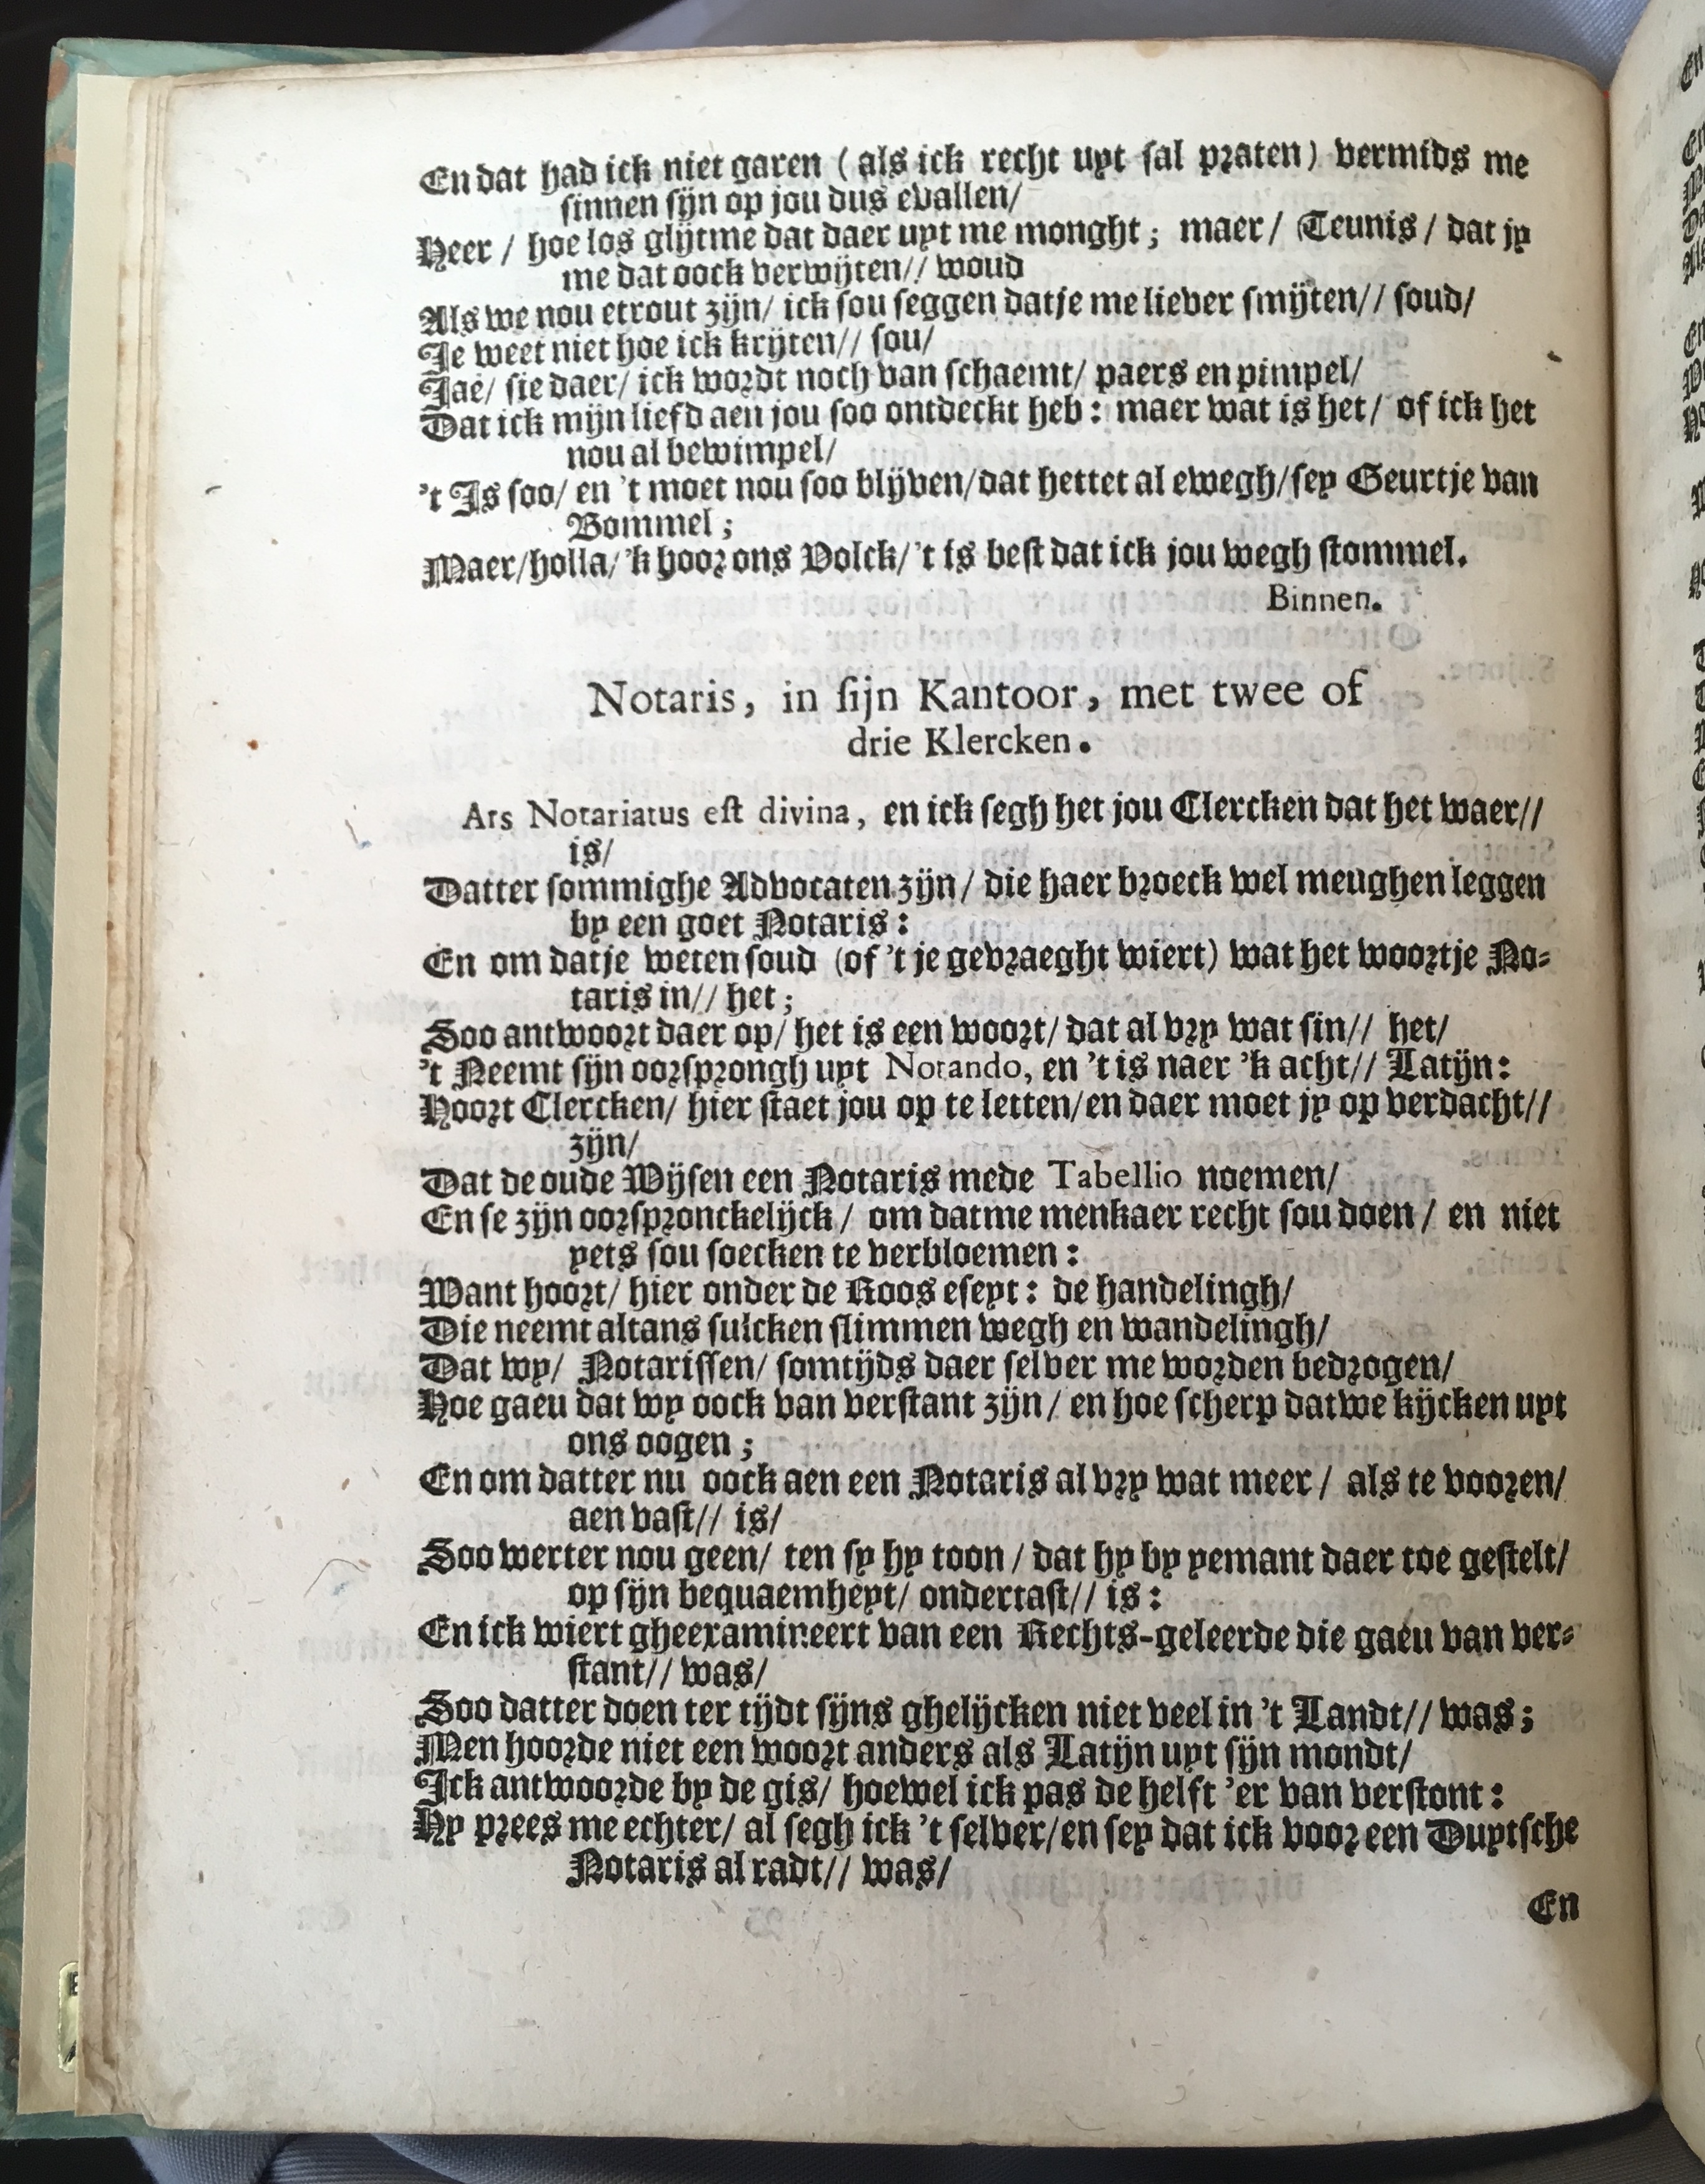 En dat had ick niet garen ( als ick recht uyt sal praten ) vermids me
sinnen sijn op jou dus evallen/
Heer / hoe los glijtme dat daer uyt me monght ; maer / Teunis / dat jy
me dat oock verwijten// woud
Als we nou etrout zijn/ ick sou seggen datje me liever smijten// soud/
Je weet niet hoe ick krijten// sou/
Jae/ sie daer/ ick wordt noch van schaemt/ paers en pimpel/
Dat ick mijn liefd aen jou soo ontdeckt heb : maer wat is het/ of ick het
nou al bewimpel/
't Is soo/ en 't moet nou soo blijven/dat hettet al ewegh/sey Geurtje van
Bommel ;
Maer/holla/'k hoor ons Volck/'t is best dat ick jou wegh stommel.
Binnen.
Notaris, in sijn Kantoor, met twee of
drie Klercken.
Ars Notariatus est divina, en ick segh het jou Clercken dat het waer//
is/
Datter sommighe Advocaten zijn/ die haer broeck wel meughen leggen
by een goet Notaris :
En om datje weten soud (of 't je gevraeght wiert) wat het woortje No-
taris in// het ;
Soo antwoort daer op/ het is een woort/ dat al vry wat sin// het/
't Neemt sijn oorsprongh uyt Notando, en 't is naer 'k acht// Latijn :
Hoort Clercken/ hier staet jou op te letten/en daer moet jy op verdacht//
zijn/
Dat de oude Wijsen een Notaris mede Tabellio noemen/
En se zijn oorspronckelijck / om datme menkaer recht sou doen / en niet
yets sou soecken te verbloemen :
Want hoort/ hier onder de Roos eseyt : de handelingh/
Die neemt altans sulcken slimmen wegh en wandelingh/
Dat wy/ Notarissen/ somtijds daer selver me worden bedrogen/
Hoe gaeu dat wy oock van verstant zijn / en hoe scherp datwe kijcken uyt
ons oogen ;
En om datter nu oock aen een Notaris al vry wat meer / als te vooren/
aen vast// is/
Soo werter nou geen/ ten sy hy toon / dat hy by yemant daer toe gestelt/
op sijn bequaemheyt/ ondertast// is :
En ick wiert gheexamineert van een Rechts-geleerde die gaeu van ver-
stant// was/
Soo datter doen ter tijdt sijns ghelijcken niet veel in 't Landt// was ;
Men hoorde niet een woort anders als Latijn uyt sijn mondt/
Ick antwoorde by de gis/ hoewel ick pas de helft 'er van verstont :
Hy prees me echter/ al segh ick 't selver/en sey dat ick voor een Duytsche
Notaris al radt// was/
En